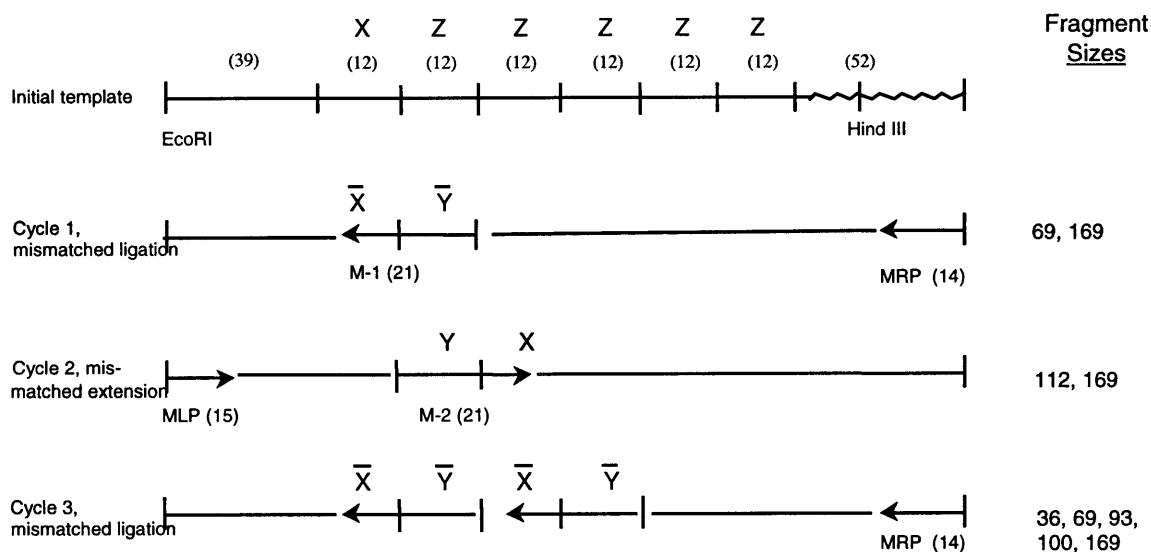 X Z Z Z Z Z Fragment
Sizes
(39) (12) (12) (12) (12) (12) (12) (52)
Initial template
EcoRI Hind III
X̅ Y̅
Cycle 1,
mismatched ligation
69, 169
M-1 (21) MRP (14)
Y X
Cycle 2, mis-
matched extension
112, 169
MLP (15) M-2 (21)
X̅ Y̅ X̅ Y̅
Cycle 3,
mismatched ligation
36, 69, 93,
100, 169
MRP (14)